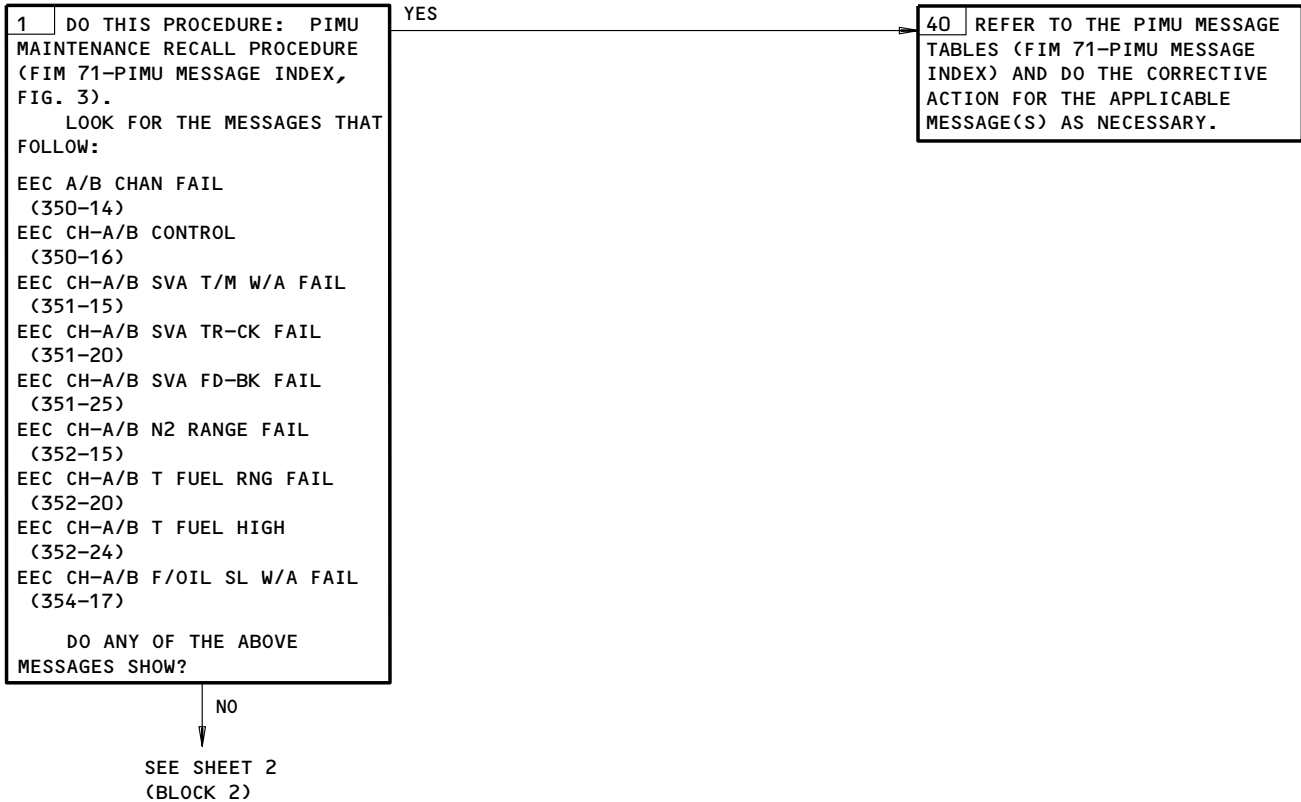 1 DO THIS PROCEDURE: PIMU
MAINTENANCE RECALL PROCEDURE
(FIM 71-PIMU MESSAGE INDEX,
FIG. 3).
LOOK FOR THE MESSAGES THAT
FOLLOW:
EEC A/B CHAN FAIL
(350-14)
EEC CH-A/B CONTROL
(350-16)
EEC CH-A/B SVA T/M W/A FAIL
(351-15)
EEC CH-A/B SVA TR-CK FAIL
(351-20)
EEC CH-A/B SVA FD-BK FAIL
(351-25)
EEC CH-A/B N2 RANGE FAIL
(352-15)
EEC CH-A/B T FUEL RNG FAIL
(352-20)
EEC CH-A/B T FUEL HIGH
(352-24)
EEC CH-A/B F/OIL SL W/A FAIL
(354-17)
DO ANY OF THE ABOVE
MESSAGES SHOW?
YES
40 REFER TO THE PIMU MESSAGE
TABLES (FIM 71-PIMU MESSAGE
INDEX) AND DO THE CORRECTIVE
ACTION FOR THE APPLICABLE
MESSAGE(S) AS NECESSARY.
NO
SEE SHEET 2
(BLOCK 2)